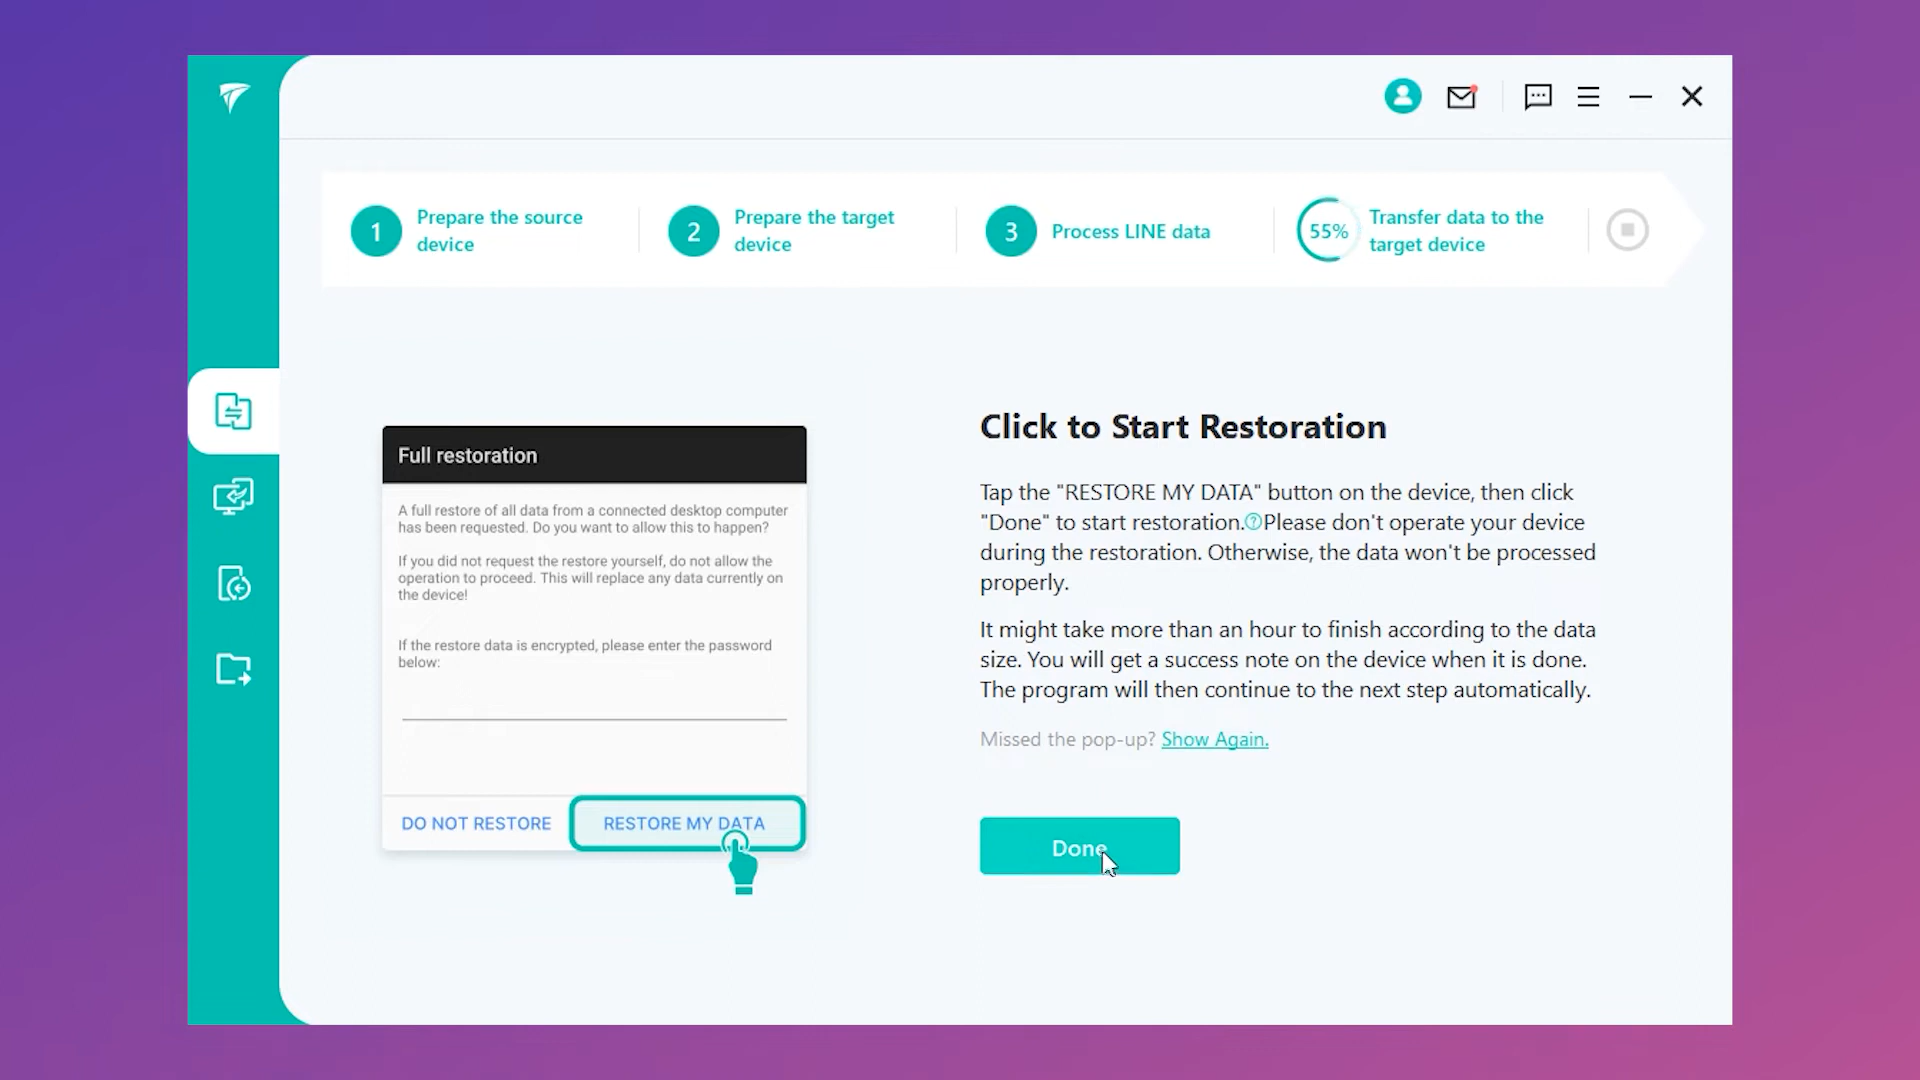 1
Prepare the source
device
2
Prepare the target
device
3
Process LINE data
55%
Transfer data to the
target device
Full restoration
A full restore of all data from a connected desktop computer
has been requested. Do you want to allow this to happen?
If you did not request the restore yourself, do not allow the
operation to proceed. This will replace any data currently on
the device!
If the restore data is encrypted, please enter the password
below:
DO NOT RESTORE
RESTORE MY DATA
Click to Start Restoration
Tap the "RESTORE MY DATA" button on the device, then click
"Done" to start restoration.?Please don't operate your device
during the restoration. Otherwise, the data won't be processed
properly.
It might take more than an hour to finish according to the data
size. You will get a success note on the device when it is done.
The program will then continue to the next step automatically.
Missed the pop-up? Show Again.
Done